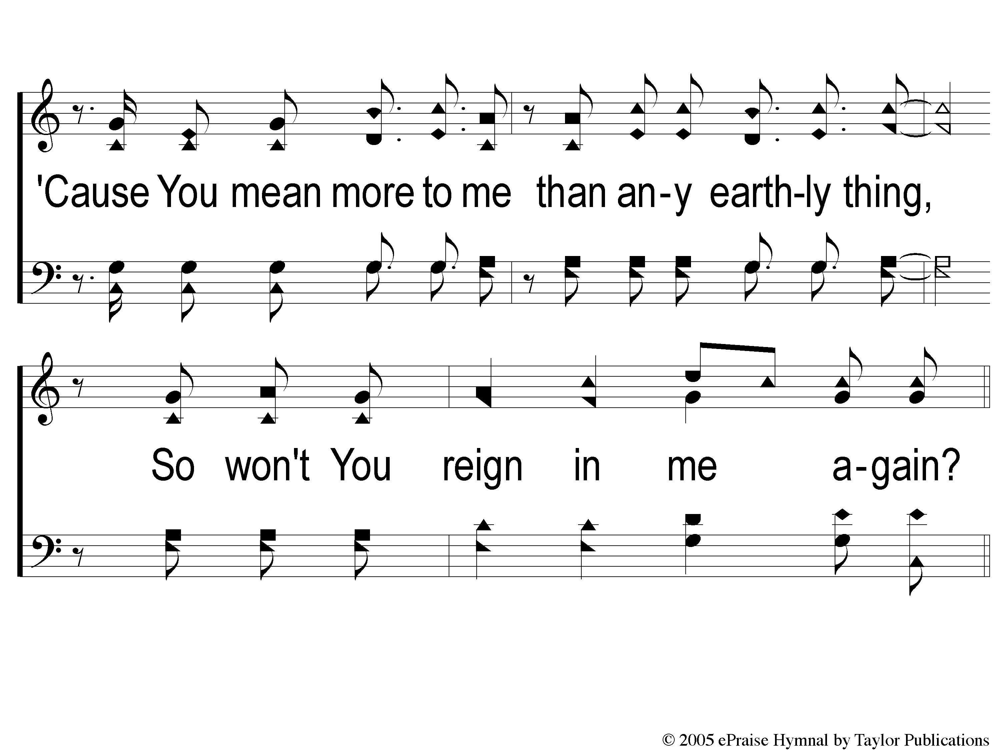 'Cause You mean more to me than an-y earth-ly thing,
So won't You reign in me a-gain?
© 2005 ePraise Hymnal by Taylor Publications